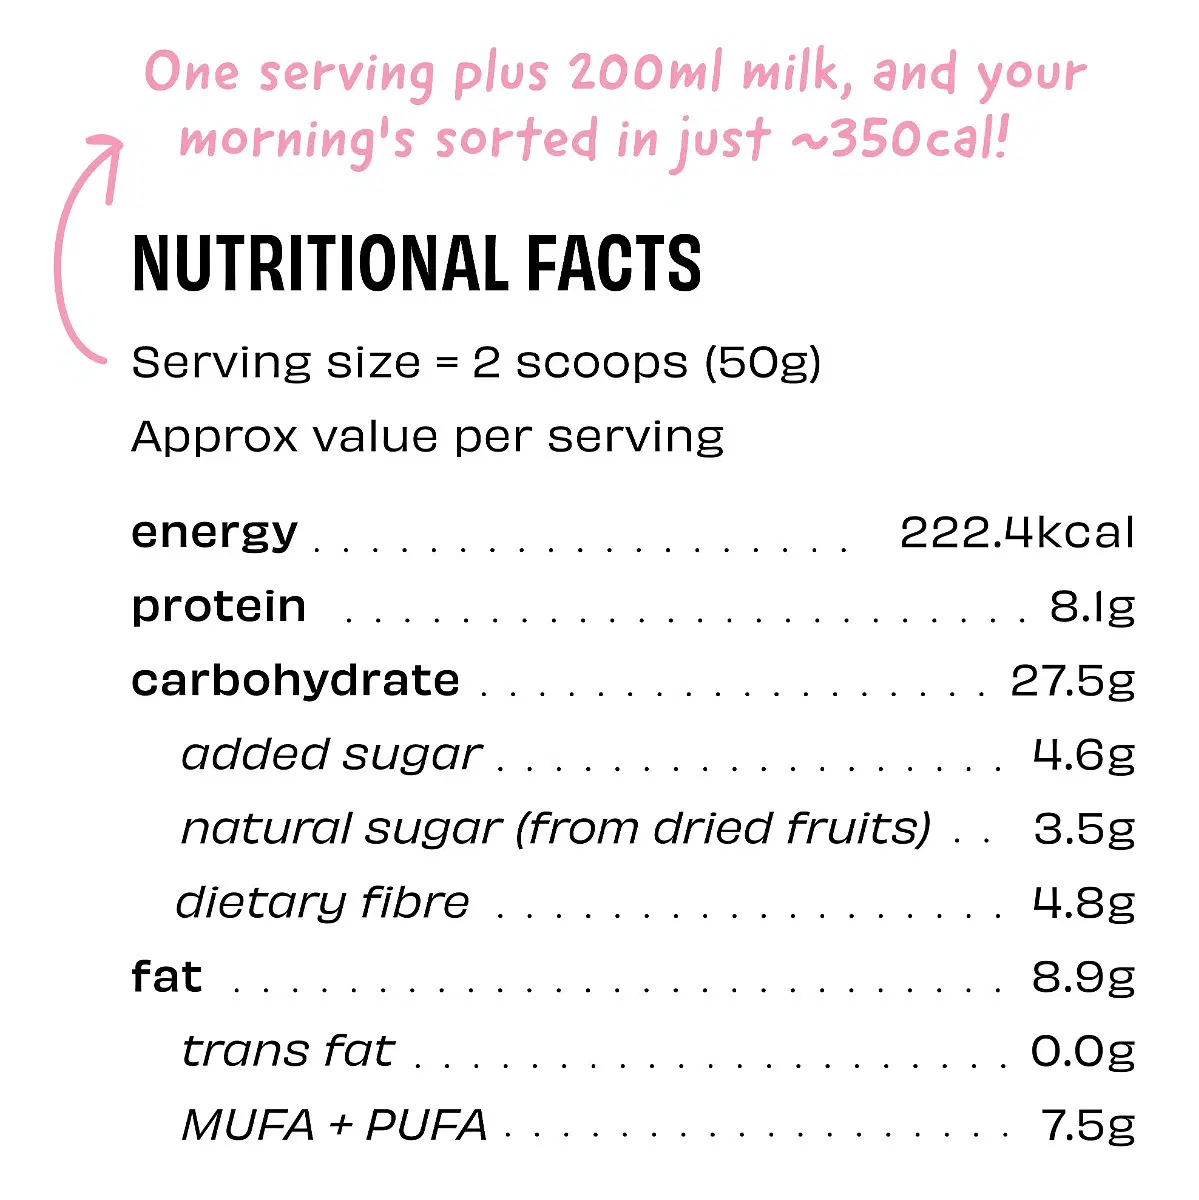 One serving plus 200ml milk, and your
morning's sorted in just ~350cal!
NUTRITIONAL FACTS
Serving size = 2 scoops (50g)
Approx value per serving
energy . . . . . . . . . . . . . . . . . . . 222.4kcal
protein . . . . . . . . . . . . . . . . . . . . . . . . 8.1g
carbohydrate . . . . . . . . . . . . . . . . . . 27.5g
added sugar . . . . . . . . . . . . . . . . . . 4.6g
natural sugar (from dried fruits) . . 3.5g
dietary fibre . . . . . . . . . . . . . . . . . . 4.8g
fat . . . . . . . . . . . . . . . . . . . . . . . . . . . 8.9g
trans fat . . . . . . . . . . . . . . . . . . . . . 0.0g
MUFA + PUFA . . . . . . . . . . . . . . . . . . 7.5g